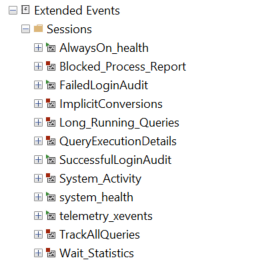 Extended Events
Sessions
AlwaysOn_health
Blocked_Process_Report
FailedLoginAudit
ImplicitConversions
Long_Running_Queries
QueryExecutionDetails
SuccessfulLoginAudit
System_Activity
system_health
telemetry_xevents
TrackAllQueries
Wait_Statistics